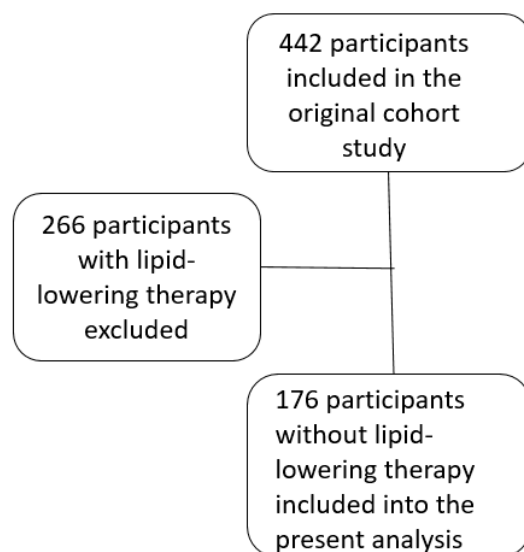 442 participants
included in the
original cohort
study
266 participants
with lipid-
lowering therapy
excluded
176 participants
without lipid-
lowering therapy
included into the
present analysis